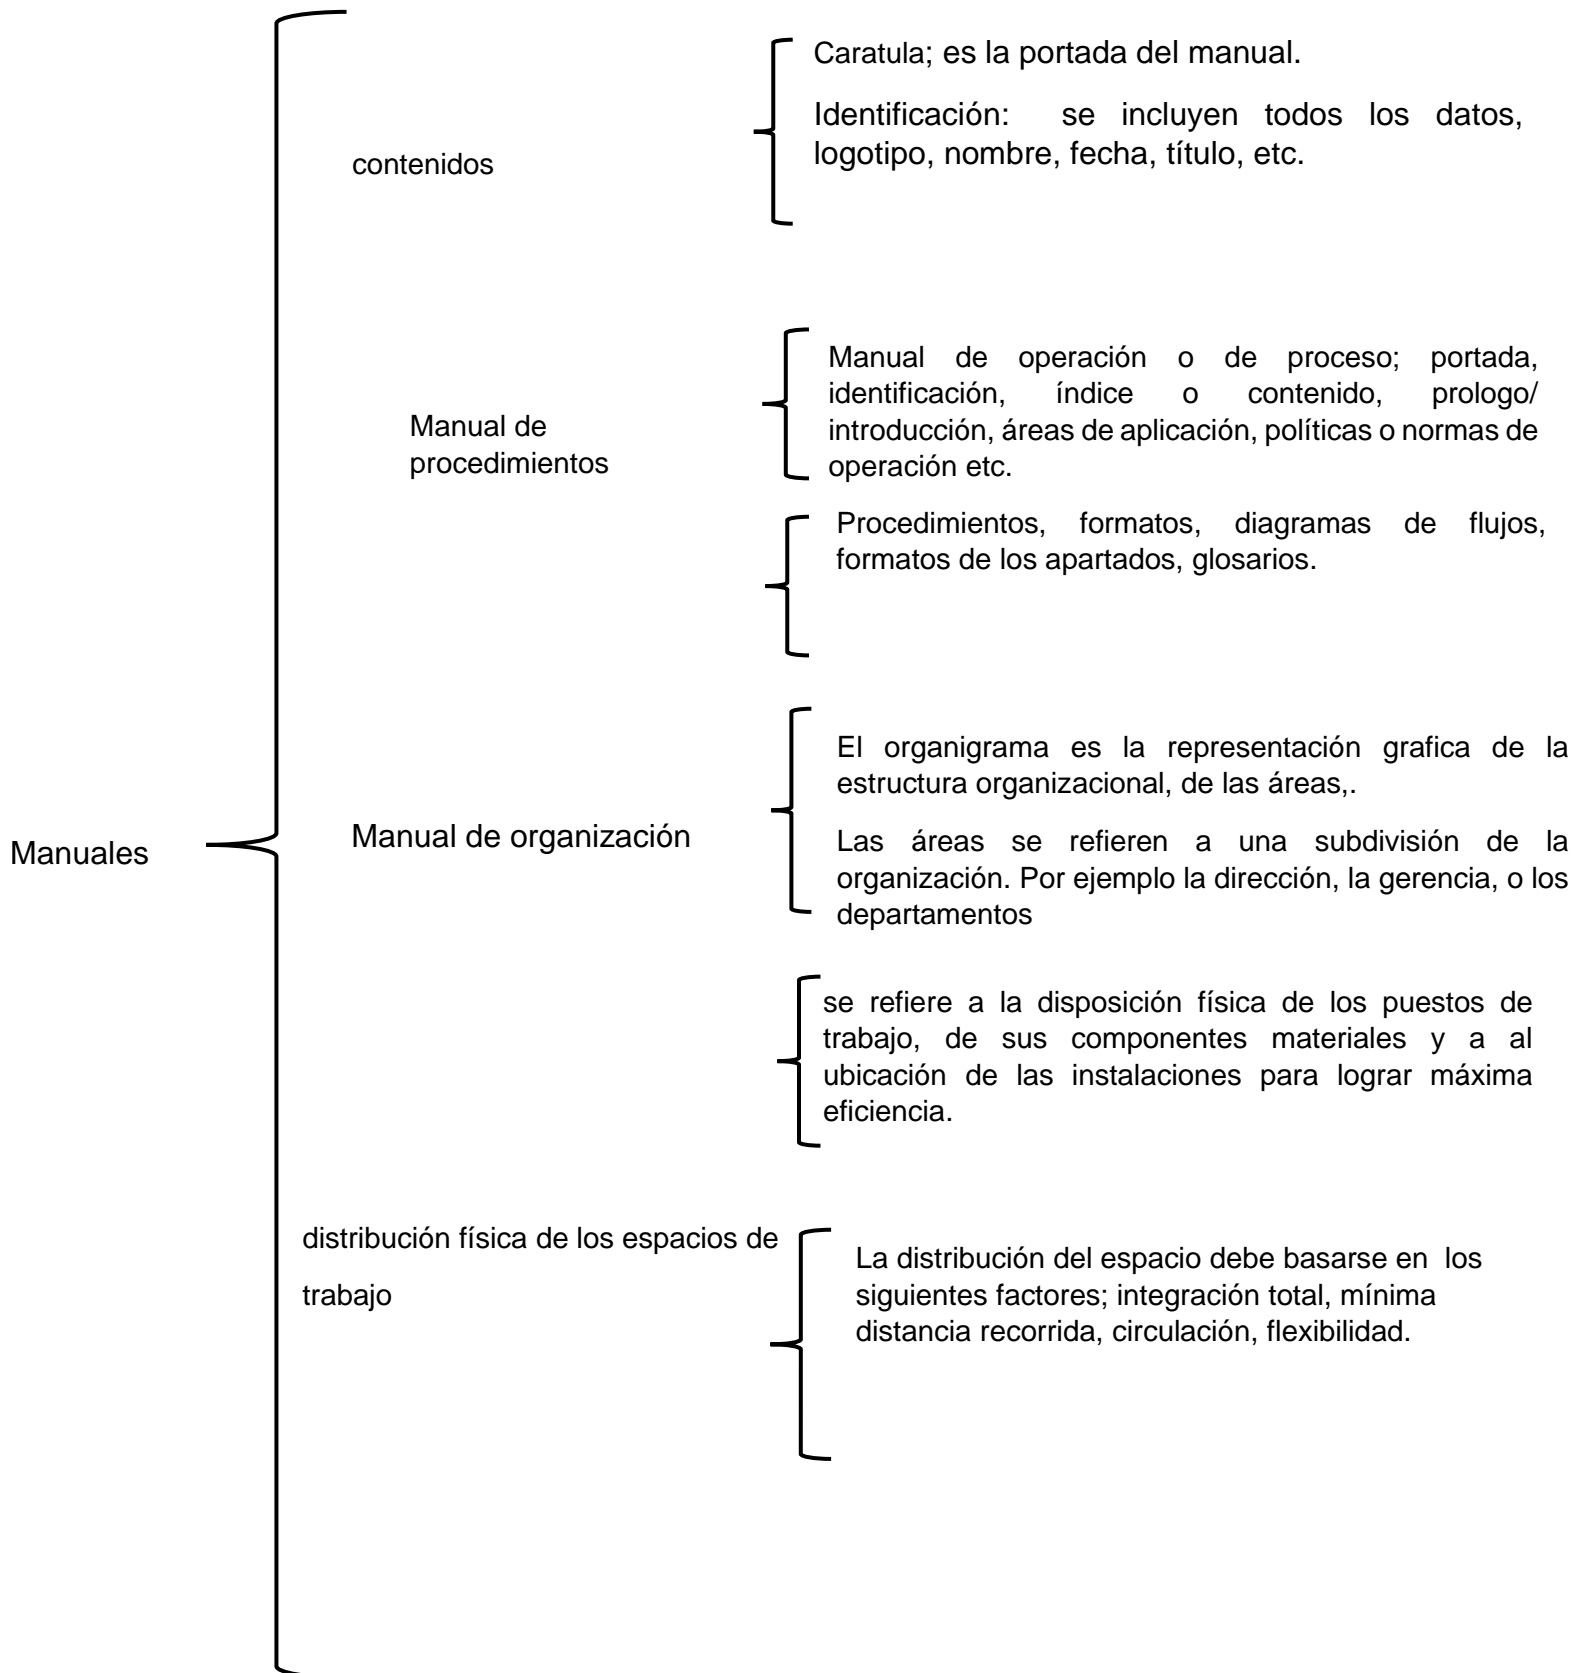 Caratula; es la portada del manual.
Identificación: se incluyen todos los datos,
logotipo, nombre, fecha, título, etc.
contenidos
Manual de operación o de proceso; portada,
identificación, índice o contenido, prologo/
introducción, áreas de aplicación, políticas o normas de
operación etc.
Manual de
procedimientos
Procedimientos, formatos, diagramas de flujos,
formatos de los apartados, glosarios.
El organigrama es la representación grafica de la
estructura organizacional, de las áreas,.
Manual de organización
Manuales
Las áreas se refieren a una subdivisión de la
organización. Por ejemplo la dirección, la gerencia, o los
departamentos
se refiere a la disposición física de los puestos de
trabajo, de sus componentes materiales y a al
ubicación de las instalaciones para lograr máxima
eficiencia.
distribución física de los espacios de
trabajo
La distribución del espacio debe basarse en los
siguientes factores; integración total, mínima
distancia recorrida, circulación, flexibilidad.